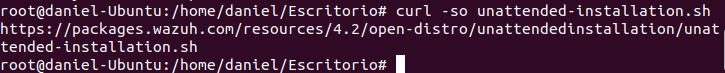 root@daniel-Ubuntu:/home/daniel/Escritorio# curl -so unattended-installation.sh
https://packages.wazuh.com/resources/4.2/open-distro/unattendedinstallation/unat
tended-installation.sh
root@daniel-Ubuntu:/home/daniel/Escritorio#